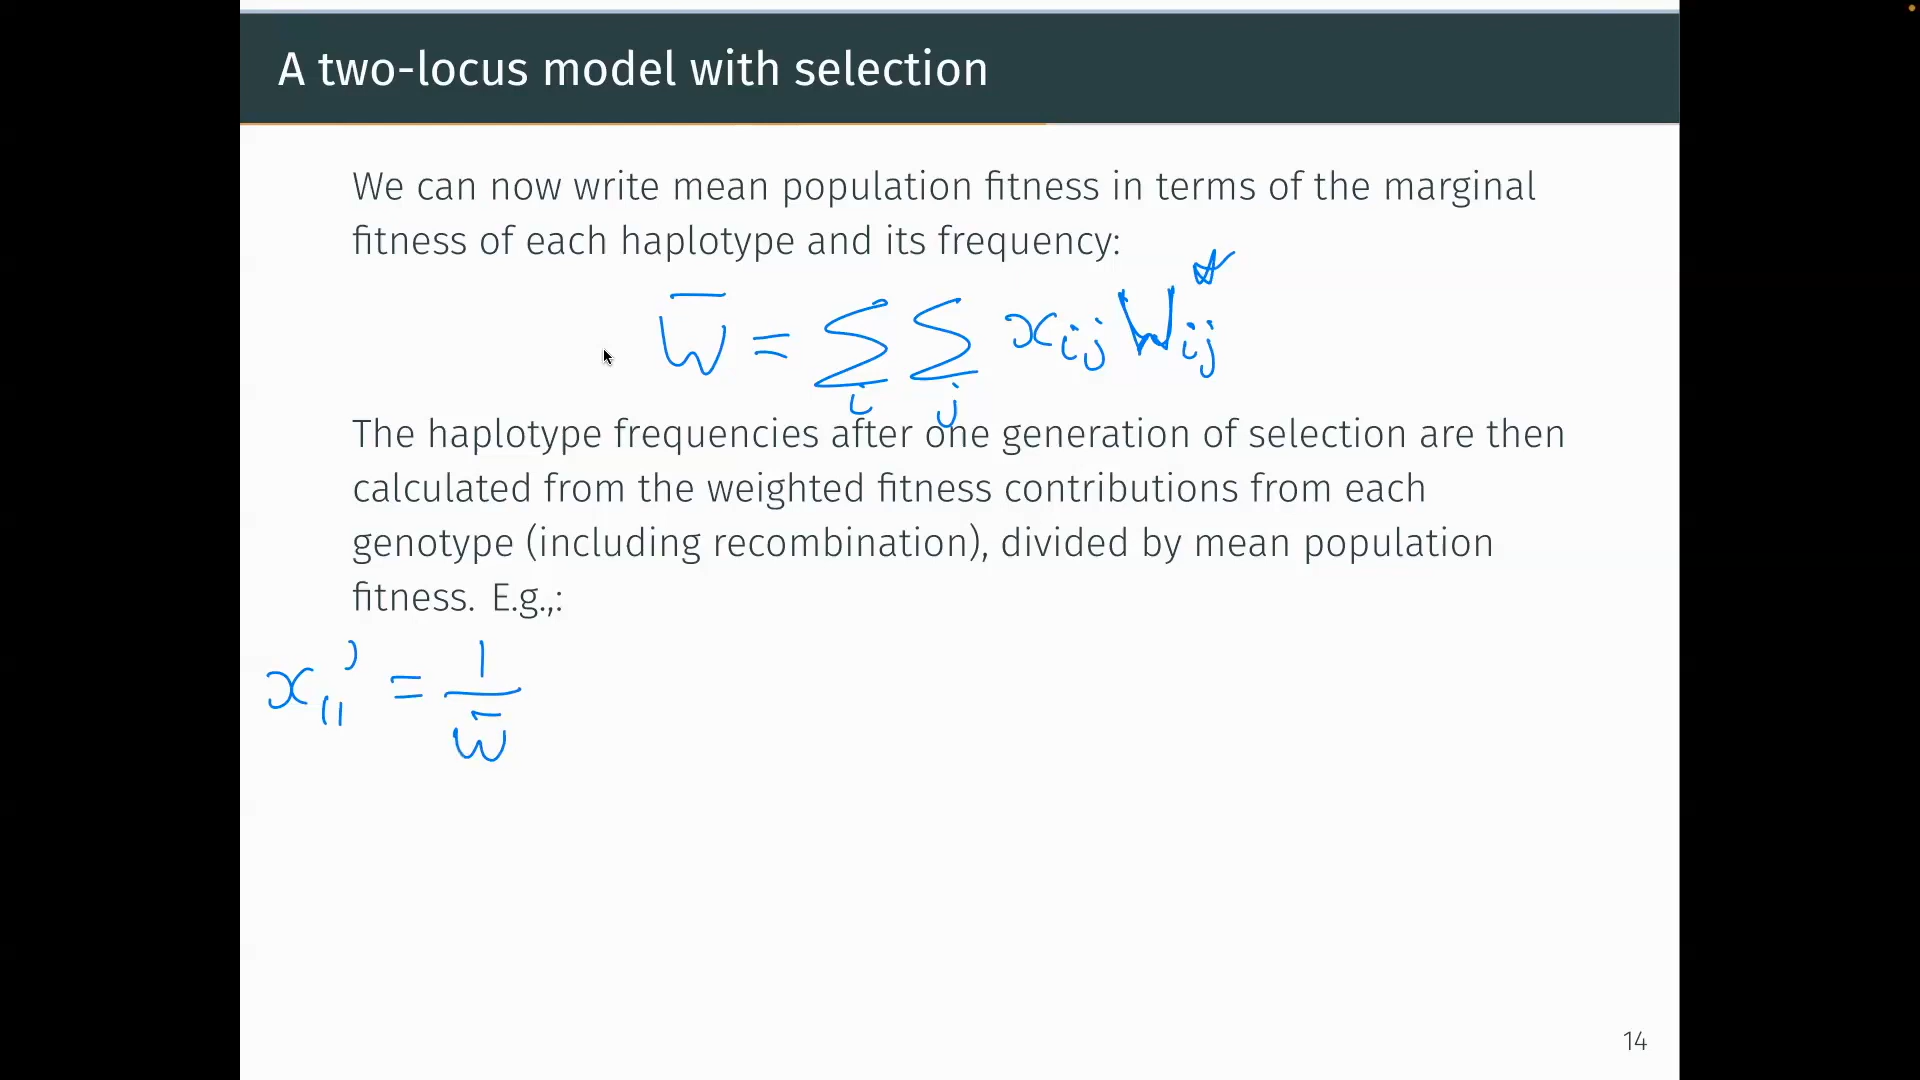 A two-locus model with selection
We can now write mean population fitness in terms of the marginal
fitness of each haplotype and its frequency:
w̅ = ∑_i ∑_j x_ij W_ij^*
The haplotype frequencies after one generation of selection are then
calculated from the weighted fitness contributions from each
genotype (including recombination), divided by mean population
fitness. E.g.,:
x_11' = 1/w̅
14